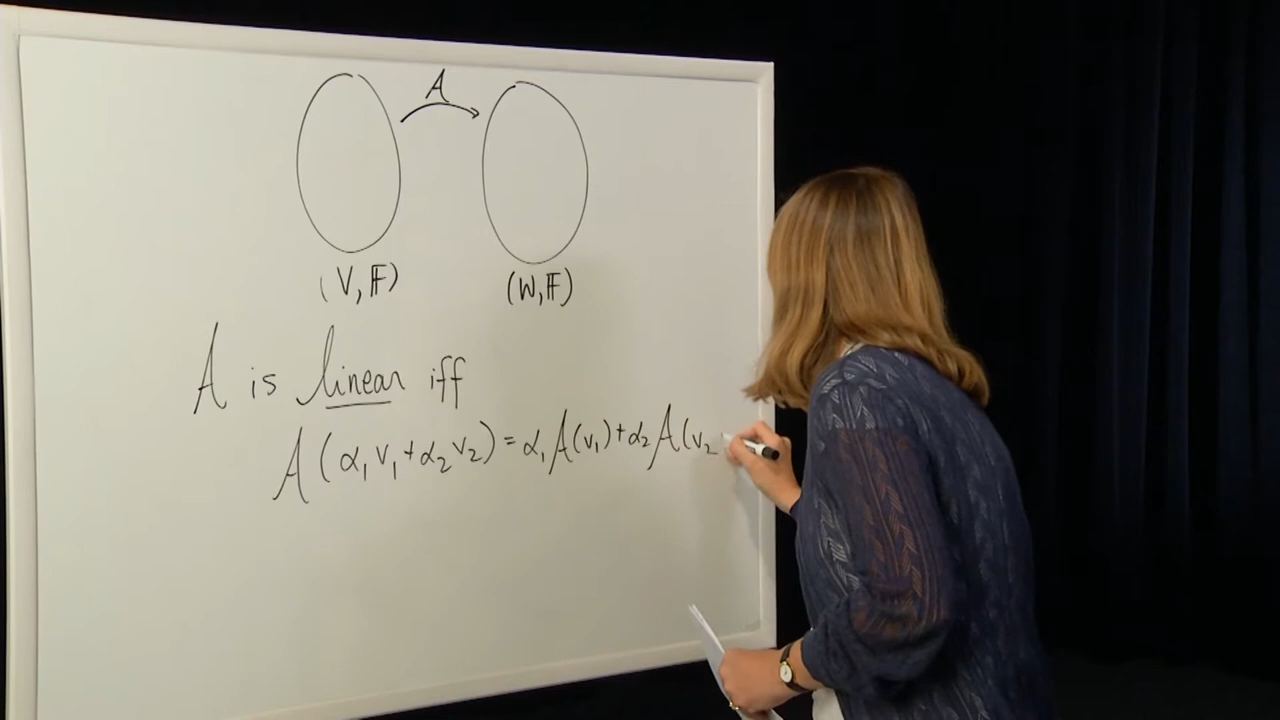 A
(V, 𝔽) (W, 𝔽)
A is linear iff
A(α₁v₁+α₂v₂)=α₁A(v₁)+α₂A(v₂